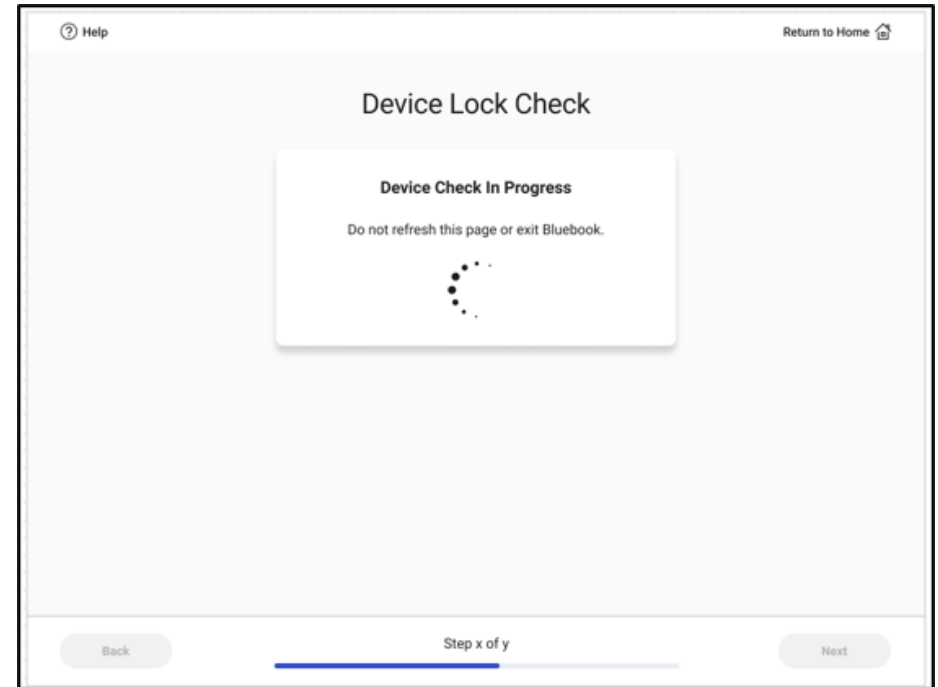 Help
Return to Home
Device Lock Check
Device Check In Progress
Do not refresh this page or exit Bluebook.
Back
Step x of y
Next